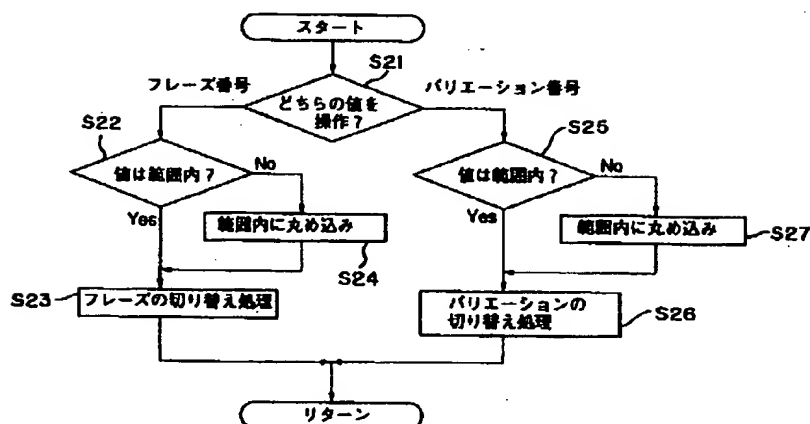 スタート
S21
フレーズ番号
バリエーション番号
どちらの値を
操作？
S22
S25
値は範囲内？
No
値は範囲内？
No
Yes
範囲内に丸め込み
S24
Yes
範囲内に丸め込み
S27
S23
フレーズの切り替え処理
バリエーションの
切り替え処理
S26
リターン